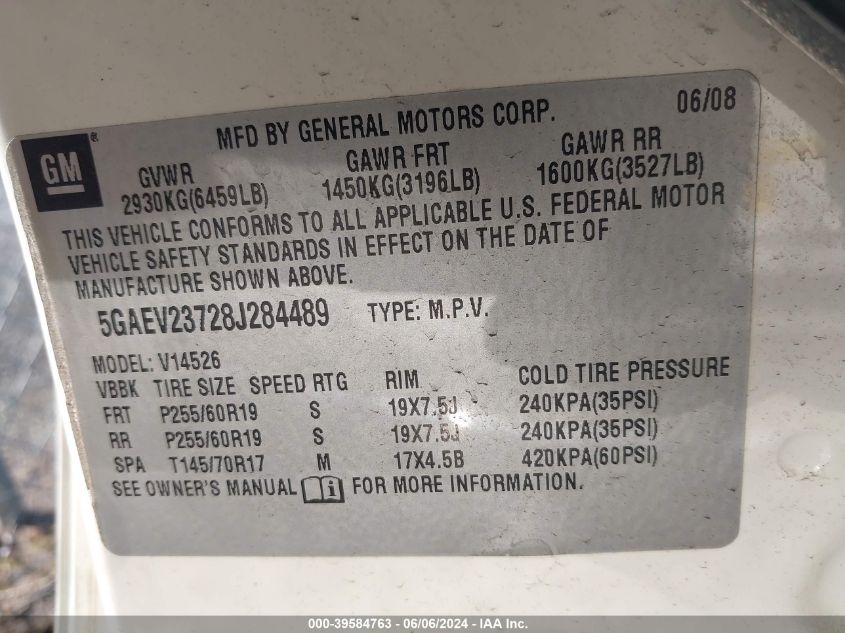 06/08
MFD BY GENERAL MOTORS CORP.
GM ®
GVWR GAWR FRT GAWR RR
2930KG(6459LB) 1450KG(3196LB) 1600KG(3527LB)
THIS VEHICLE CONFORMS TO ALL APPLICABLE U.S. FEDERAL MOTOR
VEHICLE SAFETY STANDARDS IN EFFECT ON THE DATE OF
MANUFACTURE SHOWN ABOVE.
5GAEV23728J284489 TYPE: M.P.V.
MODEL: V14526
VBBK TIRE SIZE SPEED RTG RIM COLD TIRE PRESSURE
FRT P255/60R19 S 19X7.5J 240KPA(35PSI)
RR P255/60R19 S 19X7.5J 240KPA(35PSI)
SPA T145/70R17 M 17X4.5B 420KPA(60PSI)
SEE OWNER'S MANUAL i FOR MORE INFORMATION.
000-39584763 - 06/06/2024 - IAA Inc.